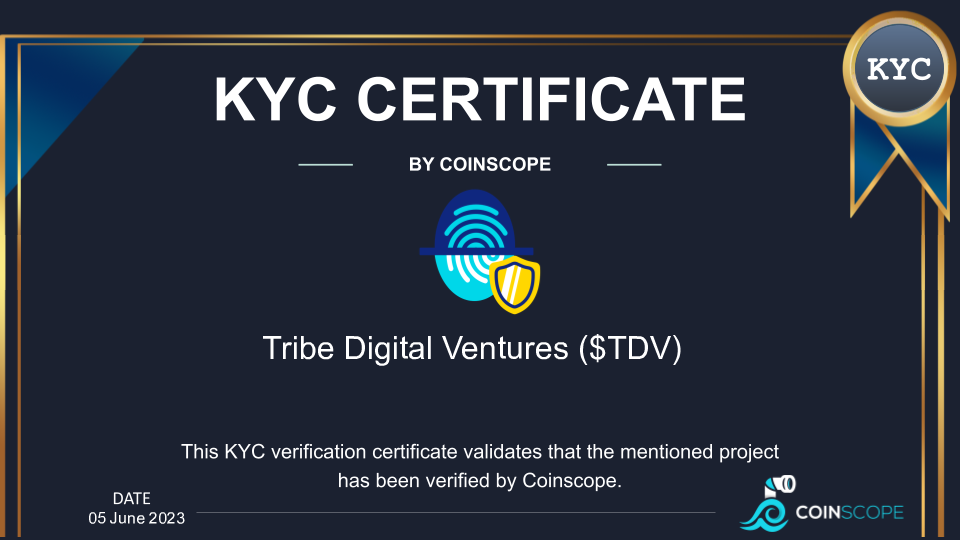 KYC
KYC CERTIFICATE
BY COINSCOPE
Tribe Digital Ventures ($TDV)
This KYC verification certificate validates that the mentioned project
has been verified by Coinscope.
DATE
05 June 2023
COINSCOPE